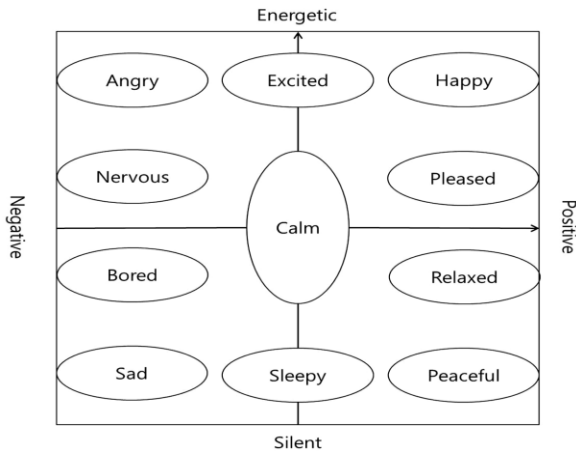 Energetic
Angry
Excited
Happy
Nervous
Pleased
Negative
Calm
Positive
Bored
Relaxed
Sad
Sleepy
Peaceful
Silent